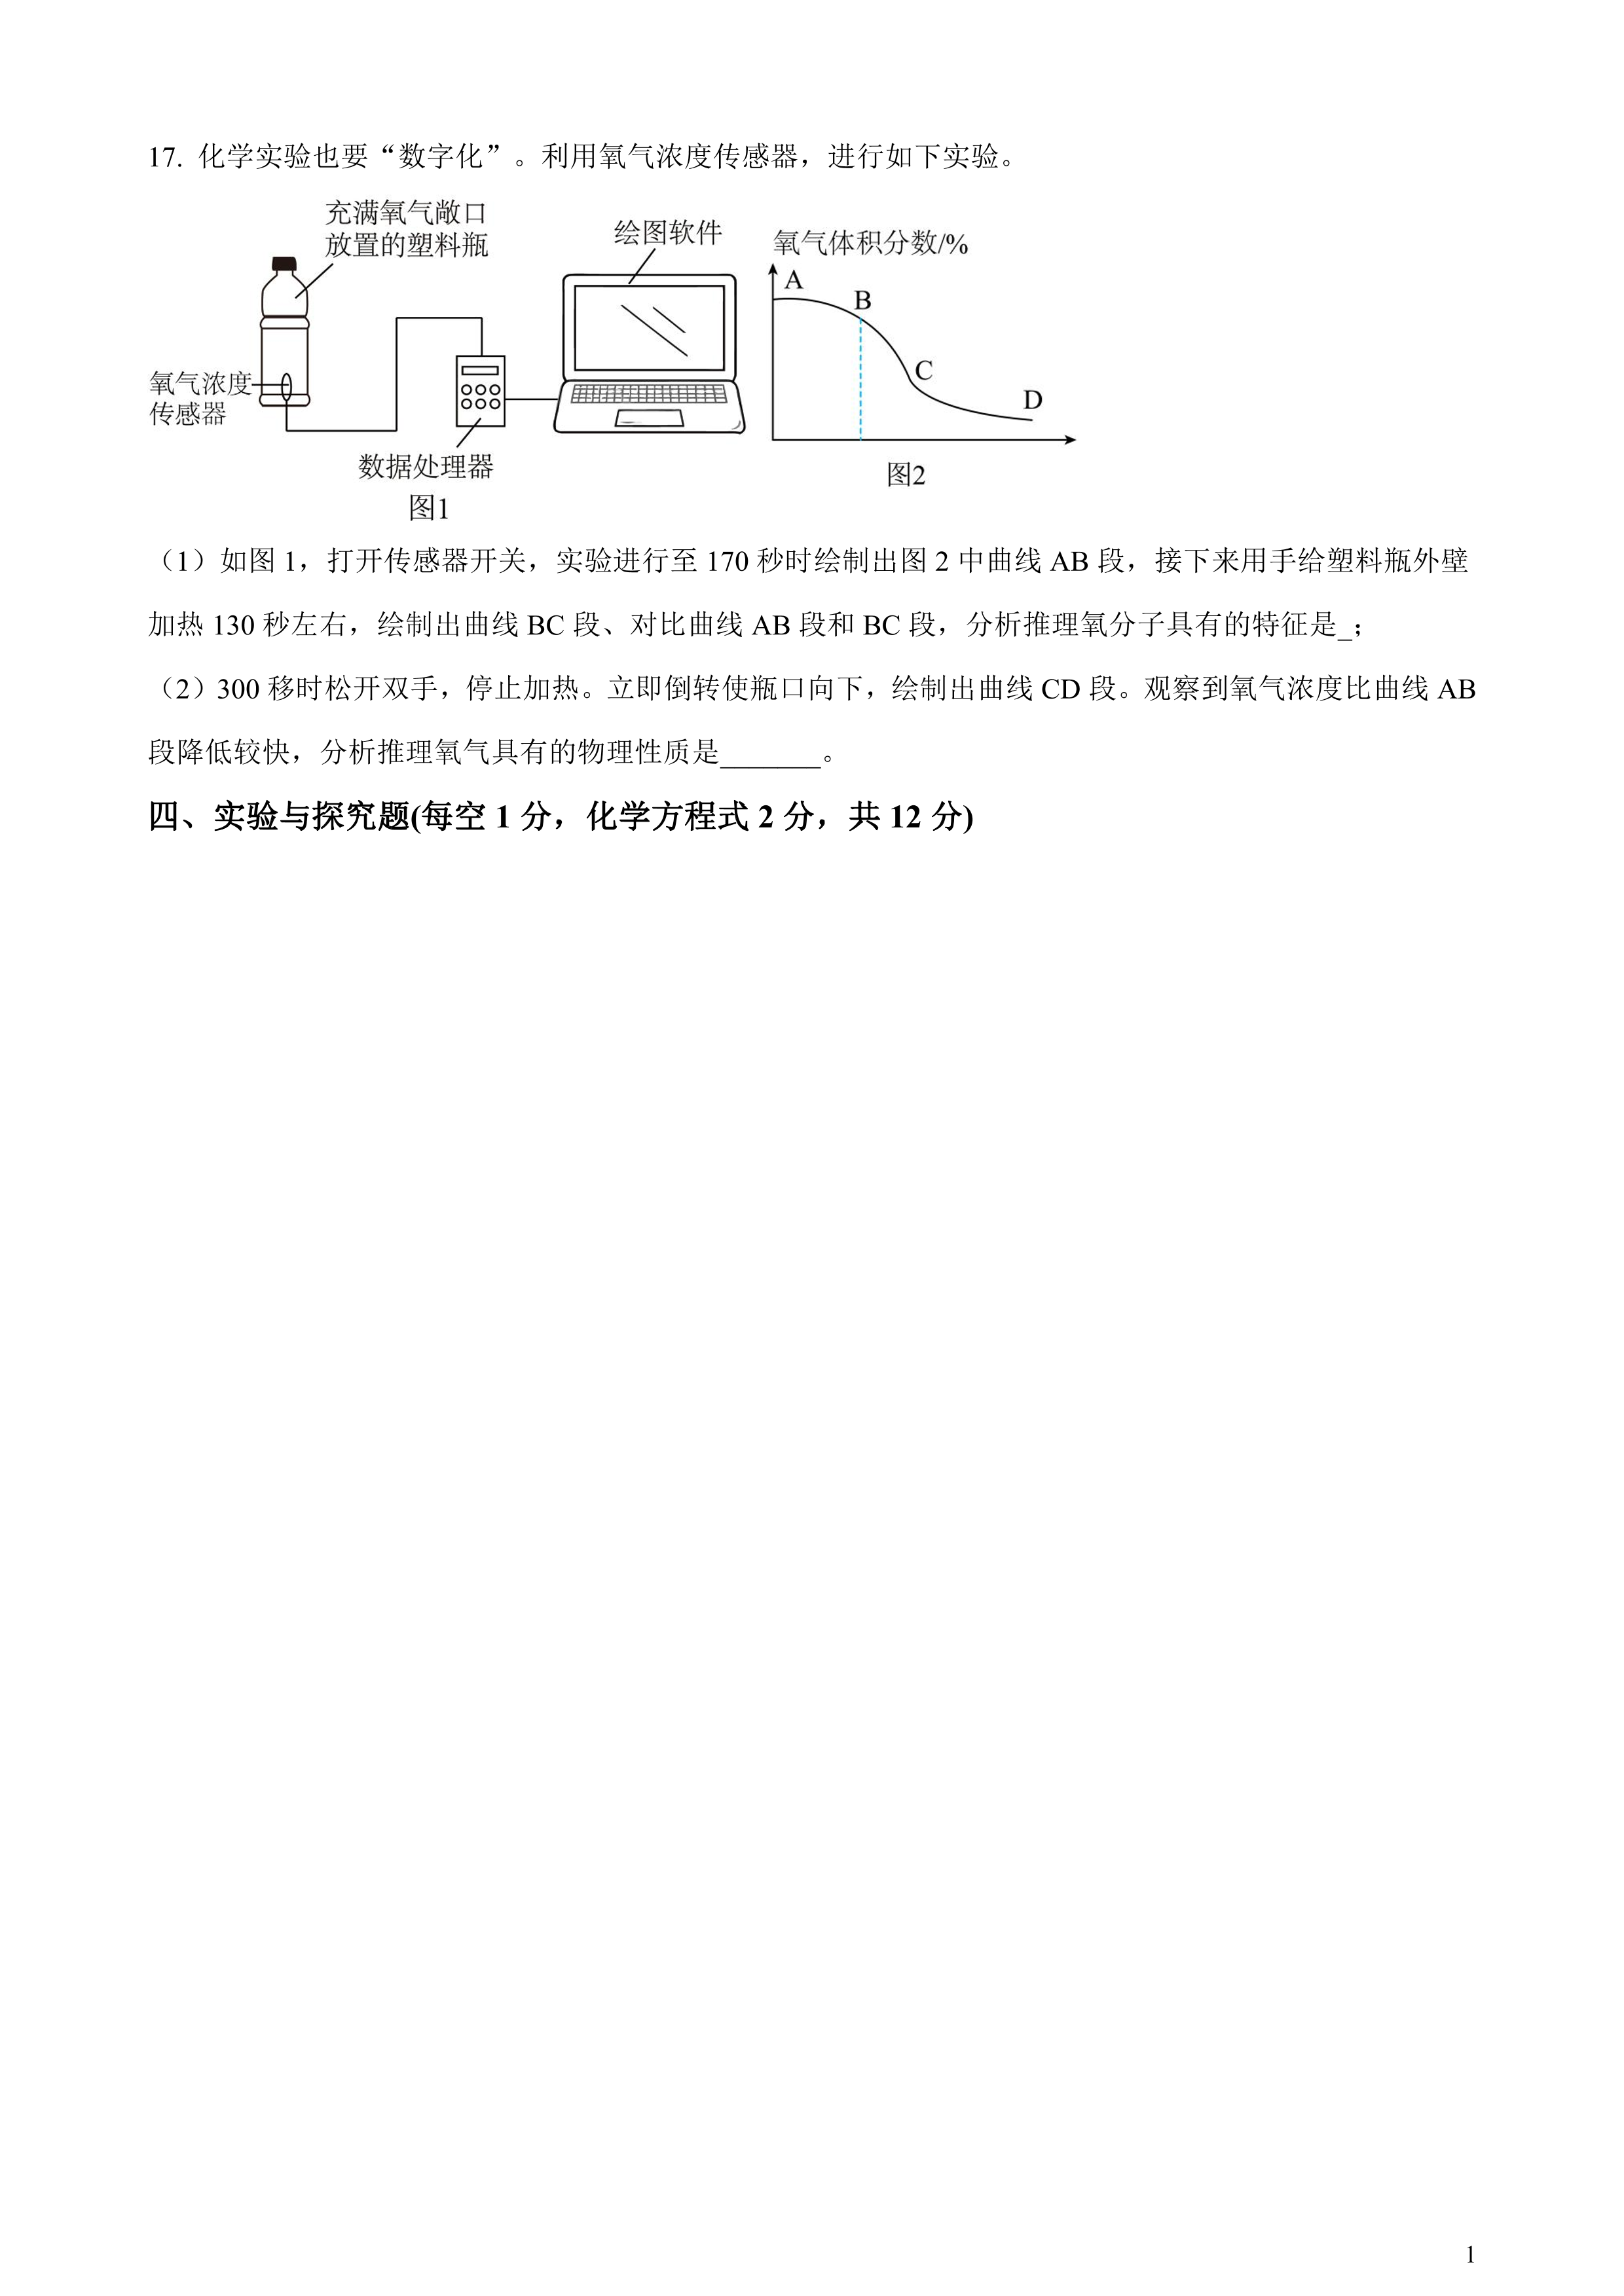 17. 化学实验也要“数字化”。利用氧气浓度传感器，进行如下实验。
充满氧气敞口
放置的塑料瓶
绘图软件
氧气体积分数/%
A
B
C
D
氧气浓度
传感器
数据处理器
图1
图2
（1）如图 1，打开传感器开关，实验进行至 170 秒时绘制出图 2 中曲线 AB 段，接下来用手给塑料瓶外壁
加热 130 秒左右，绘制出曲线 BC 段、对比曲线 AB 段和 BC 段，分析推理氧分子具有的特征是_；
（2）300 移时松开双手，停止加热。立即倒转使瓶口向下，绘制出曲线 CD 段。观察到氧气浓度比曲线 AB
段降低较快，分析推理氧气具有的物理性质是_______。
四、实验与探究题(每空 1 分，化学方程式 2 分，共 12 分)
1